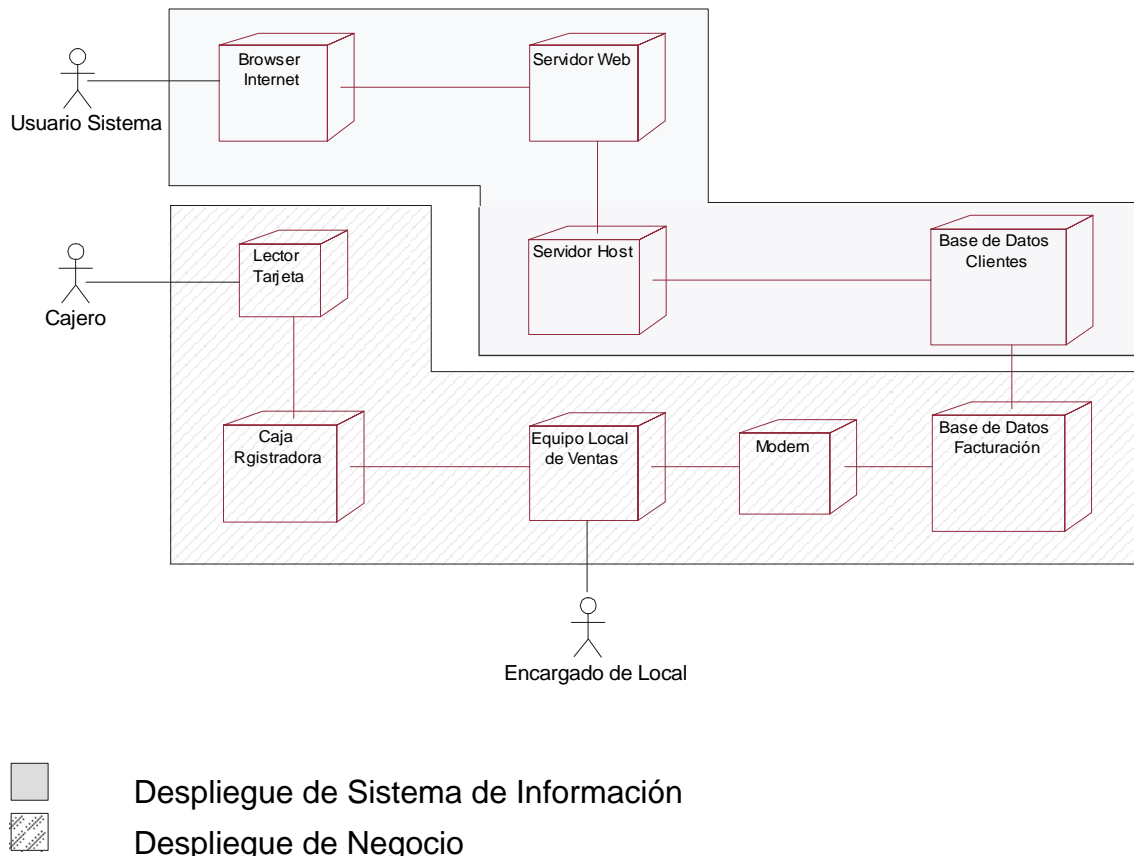 Browser
Internet
Servidor Web
Usuario Sistema
Lector
Tarjeta
Servidor Host
Base de Datos
Clientes
Cajero
Caja
Rgistradora
Equipo Local
de Ventas
Modem
Base de Datos
Facturación
Encargado de Local
Despliegue de Sistema de Información
Despliegue de Negocio